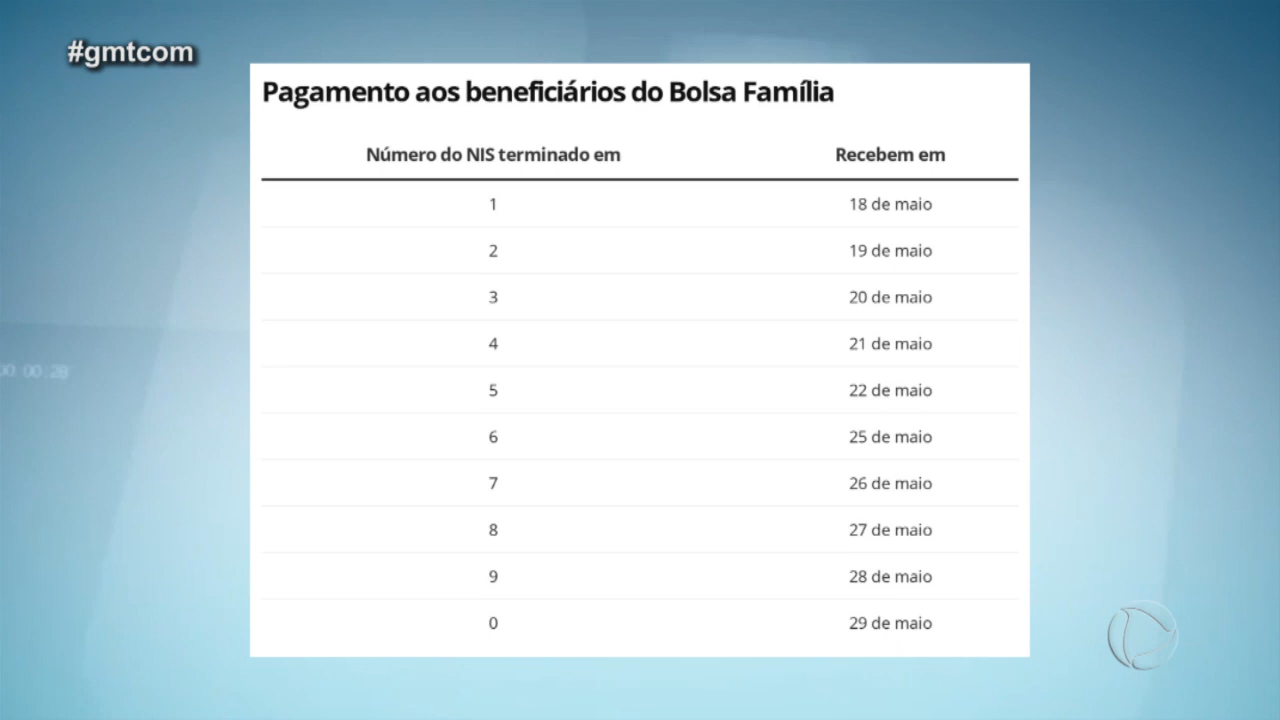 #gmtcom
Pagamento aos beneficiários do Bolsa Família
Número do NIS terminado em Recebem em
1 18 de maio
2 19 de maio
3 20 de maio
4 21 de maio
5 22 de maio
6 25 de maio
7 26 de maio
8 27 de maio
9 28 de maio
0 29 de maio